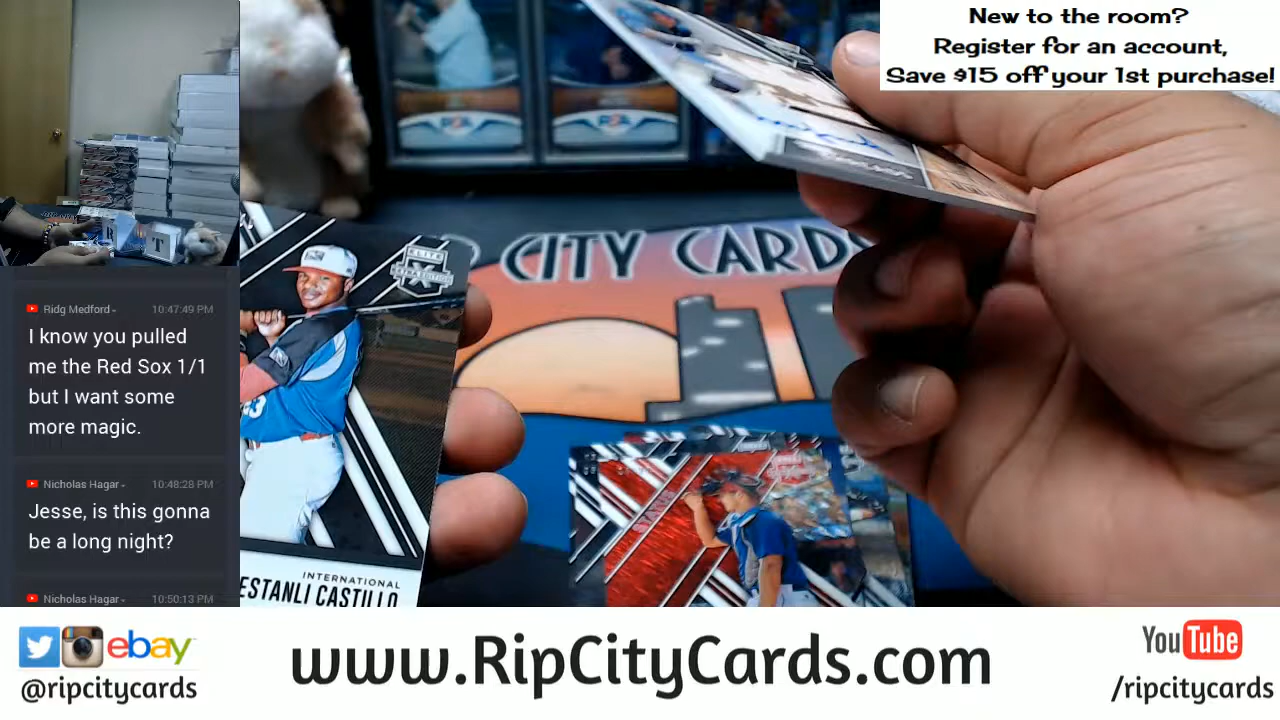 New to the room?
Register for an account,
Save $15 off your 1st purchase!
CITY CARDS
ELITE
EXTRA EDITION
X
INTERNATIONAL
ESTANLI CASTILLO
T
Ridg Medford
10:47:49 PM
I know you pulled
me the Red Sox 1/1
but I want some
more magic.
Nicholas Hagar
10:48:28 PM
Jesse, is this gonna
be a long night?
Nicholas Hagar
10:50:13 PM
ebay
@ripcitycards
www.RipCityCards.com
YouTube
/ripcitycards